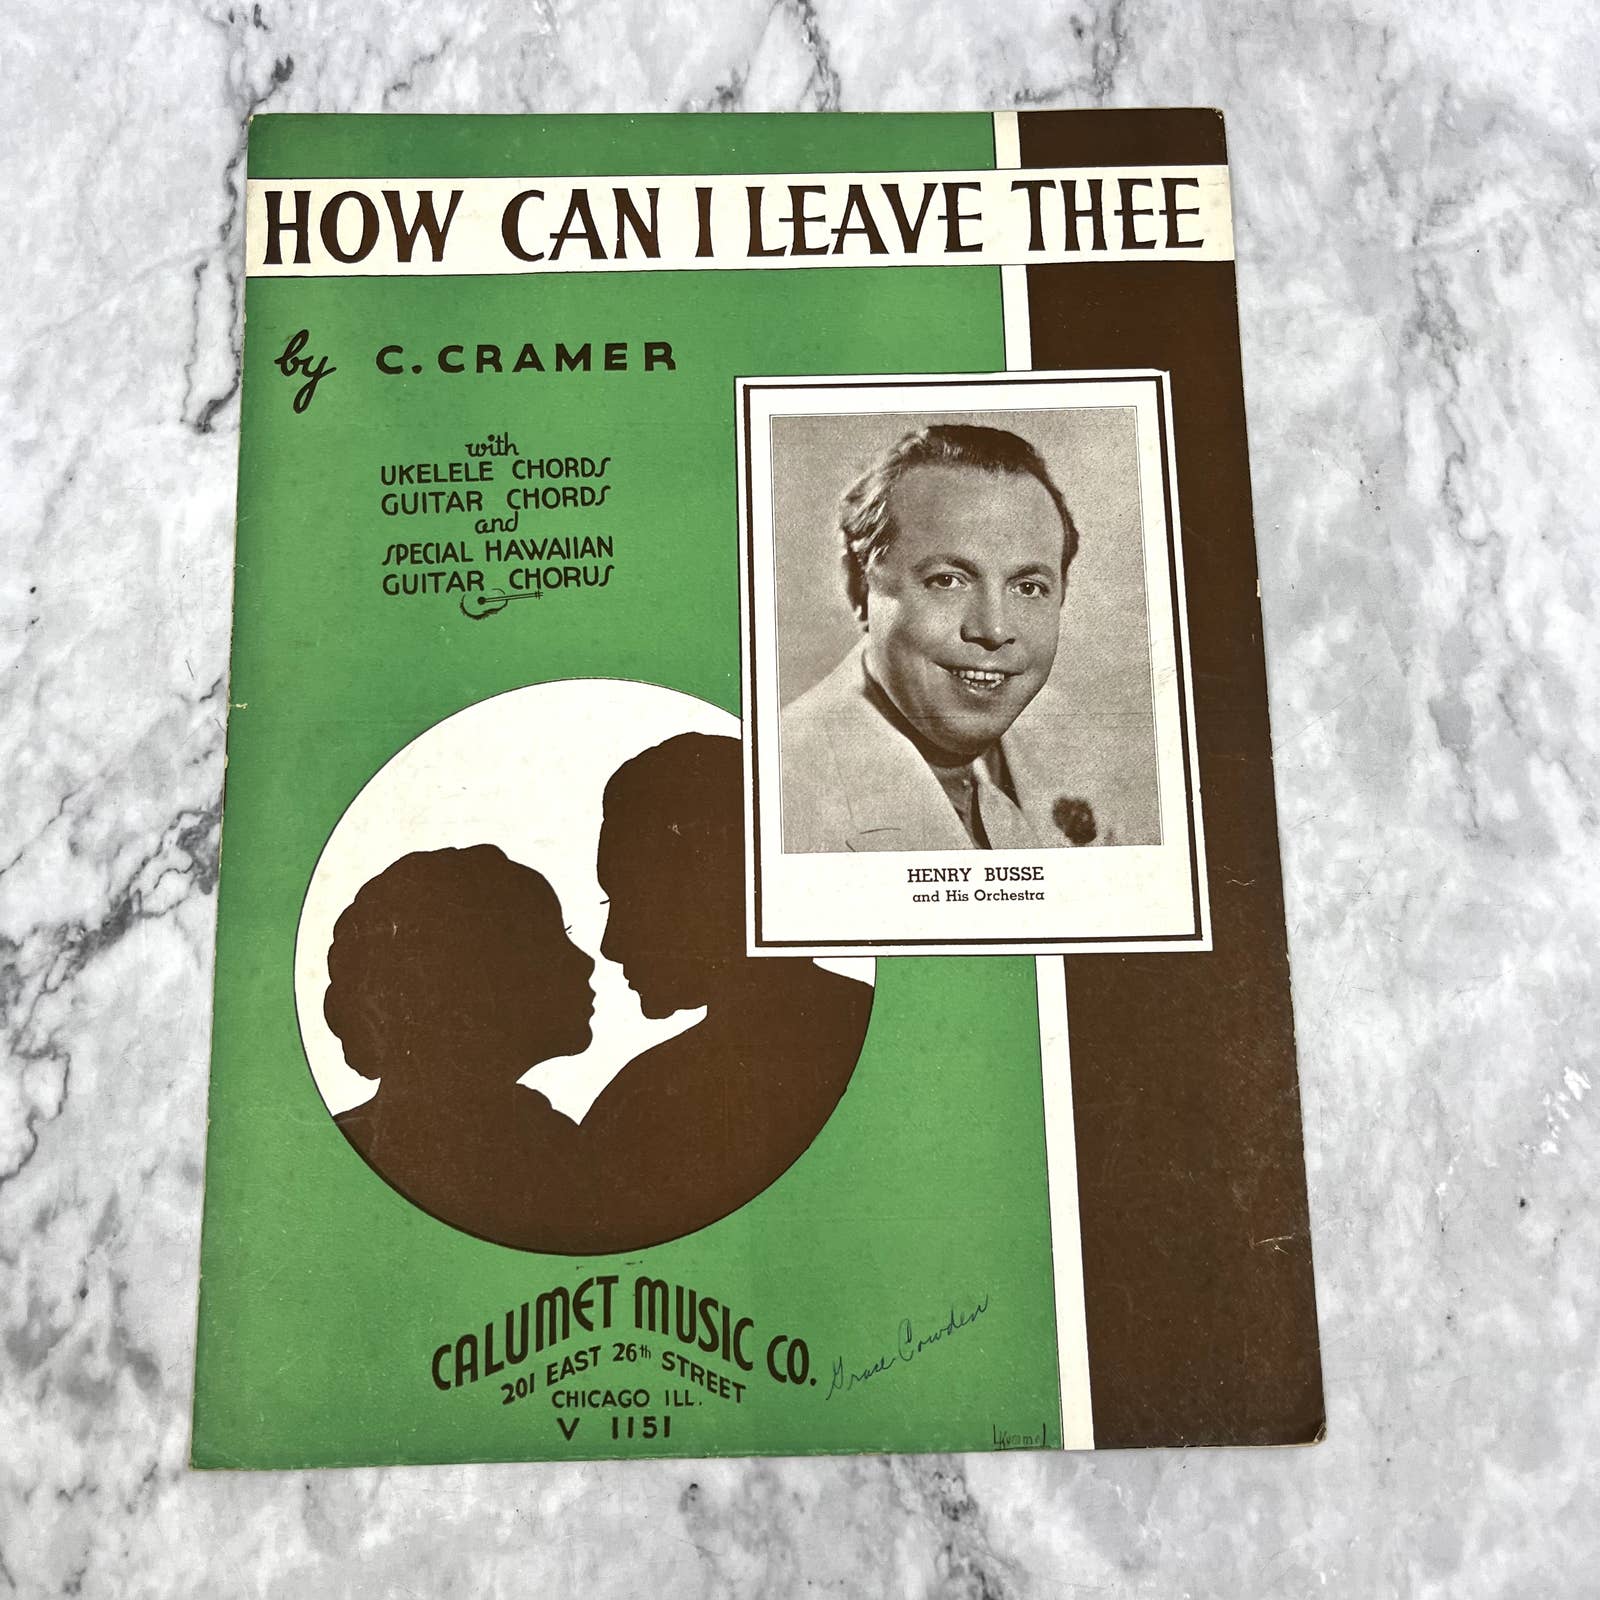 HOW CAN I LEAVE THEE
by C. CRAMER
with
UKELELE CHORDS
GUITAR CHORDS
and
SPECIAL HAWAIIAN
GUITAR CHORUS
HENRY BUSSE
and His Orchestra
CALUMET MUSIC CO.
201 EAST 26th STREET
CHICAGO ILL.
V 1151
Grace Cowden